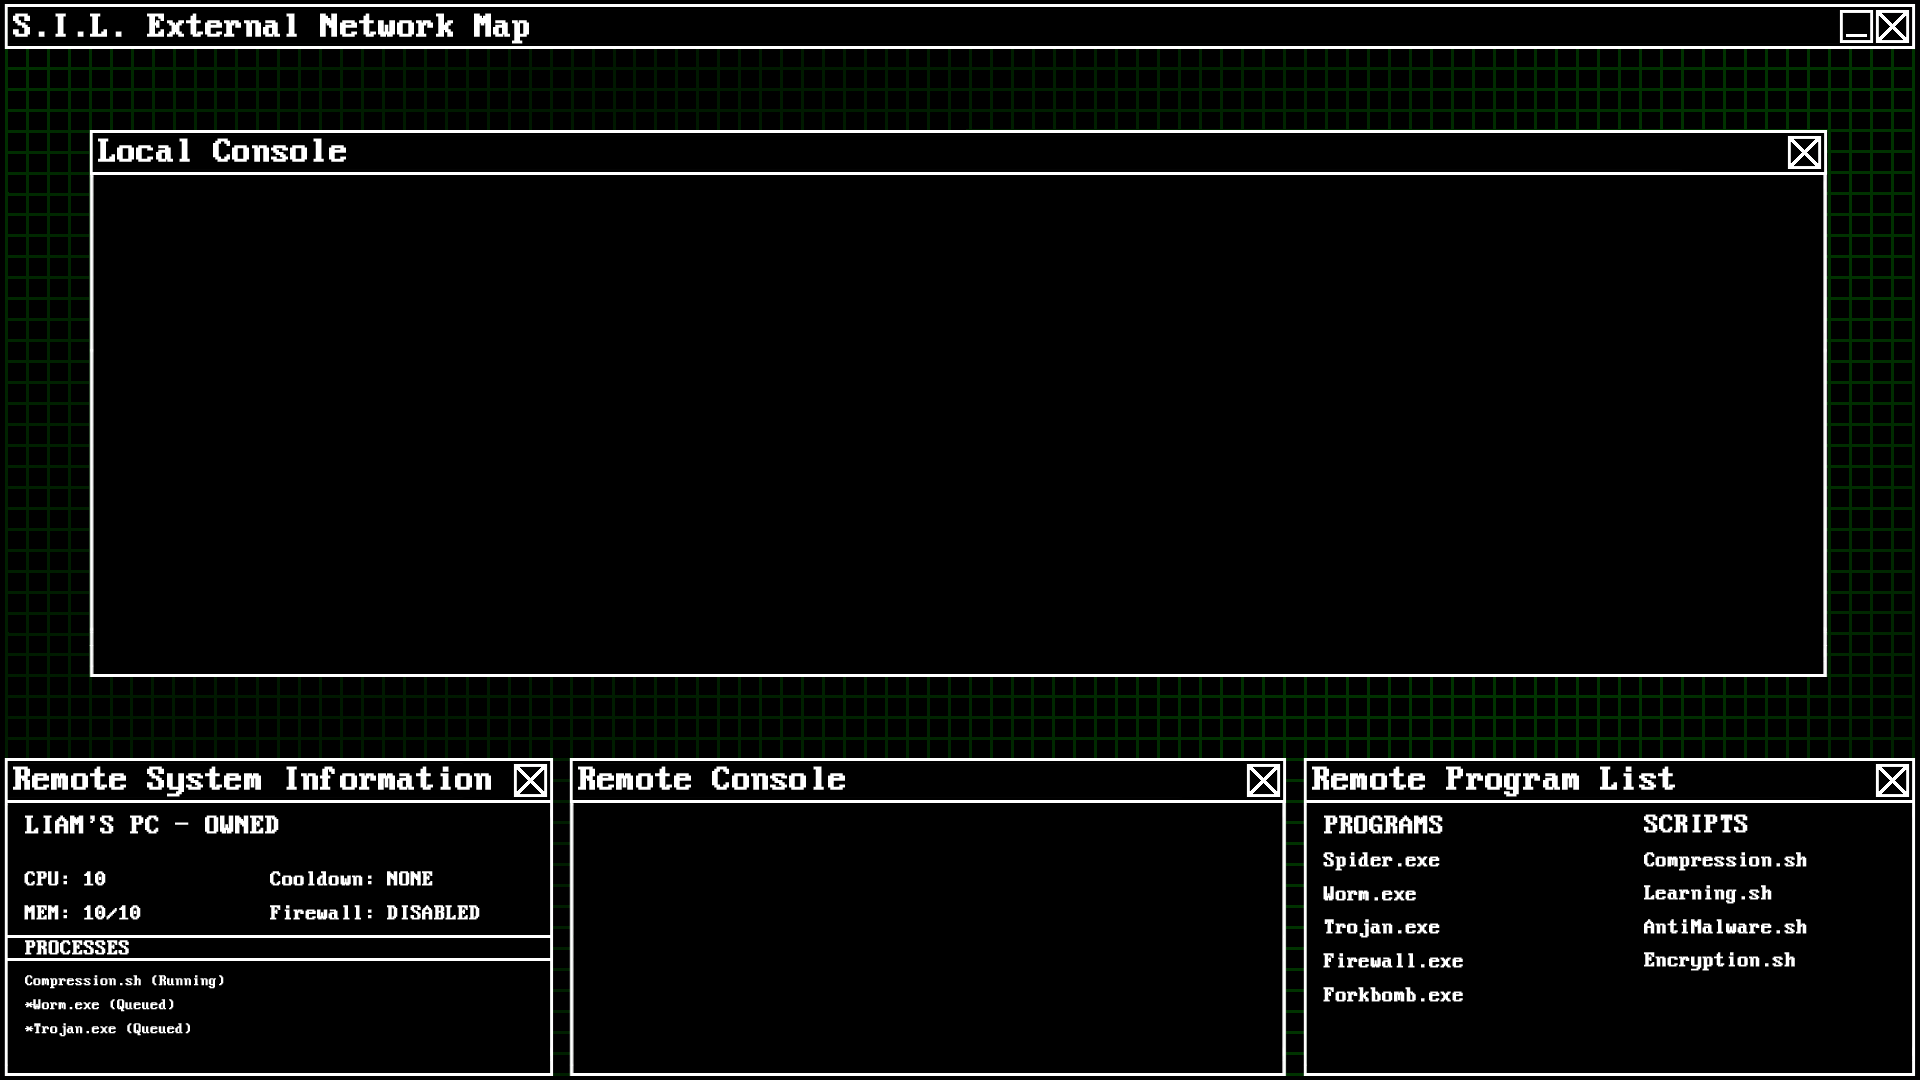 S.I.L. External Network Map
Local Console
Remote System Information
LIAM'S PC - OWNED
CPU: 10
Cooldown: NONE
MEM: 10/10
Firewall: DISABLED
PROCESSES
Compression.sh (Running)
*Worm.exe (Queued)
*Trojan.exe (Queued)
Remote Console
Remote Program List
PROGRAMS
Spider.exe
Worm.exe
Trojan.exe
Firewall.exe
Forkbomb.exe
SCRIPTS
Compression.sh
Learning.sh
AntiMalware.sh
Encryption.sh